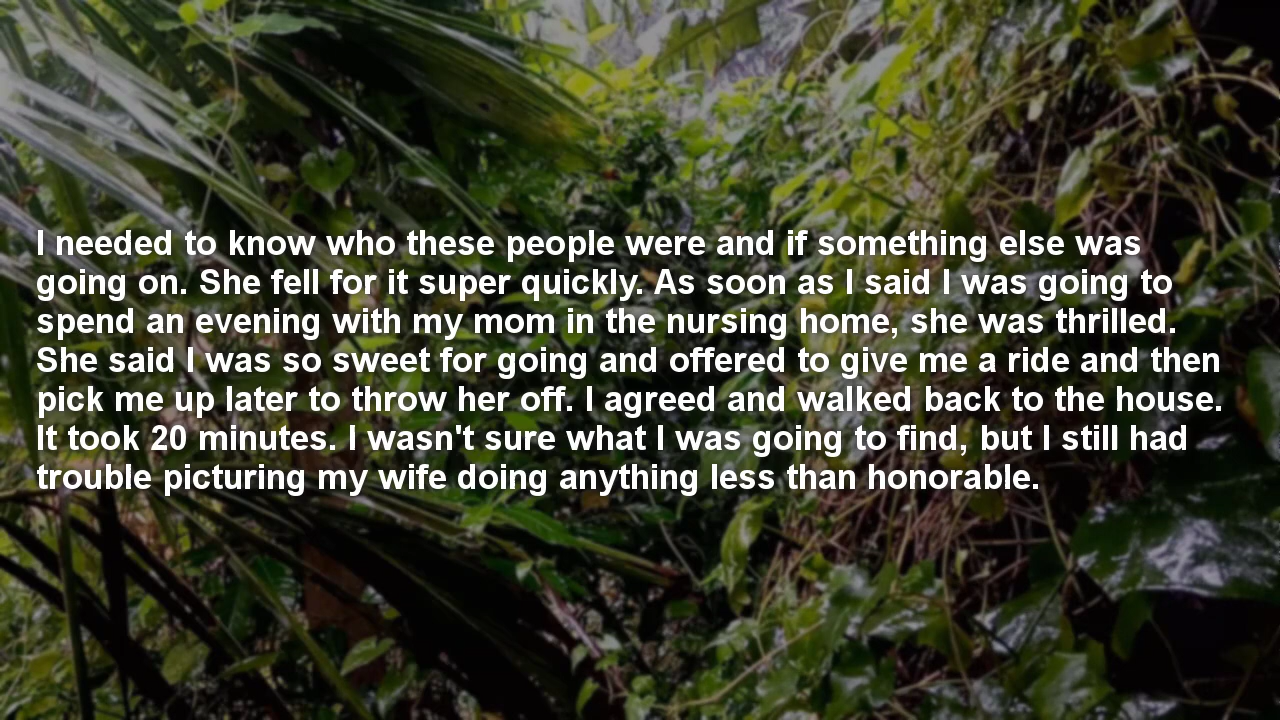 I needed to know who these people were and if something else was
going on. She fell for it super quickly. As soon as I said I was going to
spend an evening with my mom in the nursing home, she was thrilled.
She said I was so sweet for going and offered to give me a ride and then
pick me up later to throw her off. I agreed and walked back to the house.
It took 20 minutes. I wasn't sure what I was going to find, but I still had
trouble picturing my wife doing anything less than honorable.